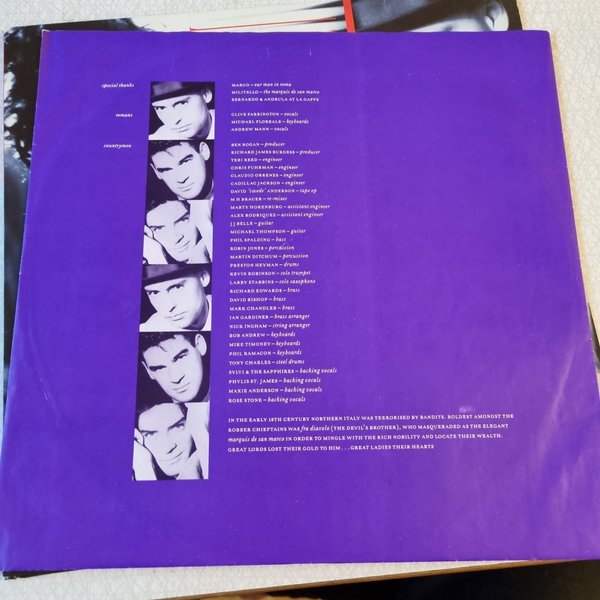 special thanks
MARCO – our man in roma
MILITELLO – the marquis de san marco
BERNARDO & ANDRULA AT LA GAFFE
romans
CLIVE FARRINGTON – vocals
MICHAEL FLOREALE – keyboards
ANDREW MANN – vocals
countrymen
BEN ROGAN – producer
RICHARD JAMES BURGESS – producer
TERI REED – engineer
CHRIS FUHRMAN – engineer
CLAUDIO ORRENES – engineer
CADILLAC JACKSON – engineer
DAVID 'swede' ANDERSON – tape op
M H BRAUER – re-mixes
MARTY HORENBURG – assistant engineer
ALEX RODRIQUEZ – assistant engineer
J J BELLE – guitar
MICHAEL THOMPSON – guitar
PHIL SPALDING – bass
ROBIN JONES – percussion
MARTIN DITCHUM – percussion
PRESTON HEYMAN – drums
KEVIN ROBINSON – solo trumpet
LARRY STABBINS – solo saxophone
RICHARD EDWARDS – brass
DAVID BISHOP – brass
MARK CHANDLER – brass
IAN GARDINER – brass arranger
NICK INGHAM – string arranger
BOB ANDREW – keyboards
MIKE TIMONEY – keyboards
PHIL RAMACON – keyboards
TONY CHARLES – steel drums
SYLVI & THE SAPPHIRES – backing vocals
PHYLIS ST. JAMES – backing vocals
MAXIE ANDERSON – backing vocals
ROSE STONE – backing vocals
IN THE EARLY 18TH CENTURY NORTHERN ITALY WAS TERRORISED BY BANDITS. BOLDEST AMONGST THE
ROBBER CHIEFTAINS WAS fra diavolo (THE DEVIL'S BROTHER), WHO MASQUERADED AS THE ELEGANT
marquis de san marco IN ORDER TO MINGLE WITH THE RICH NOBILITY AND LOCATE THEIR WEALTH.
GREAT LORDS LOST THEIR GOLD TO HIM . . . GREAT LADIES THEIR HEARTS